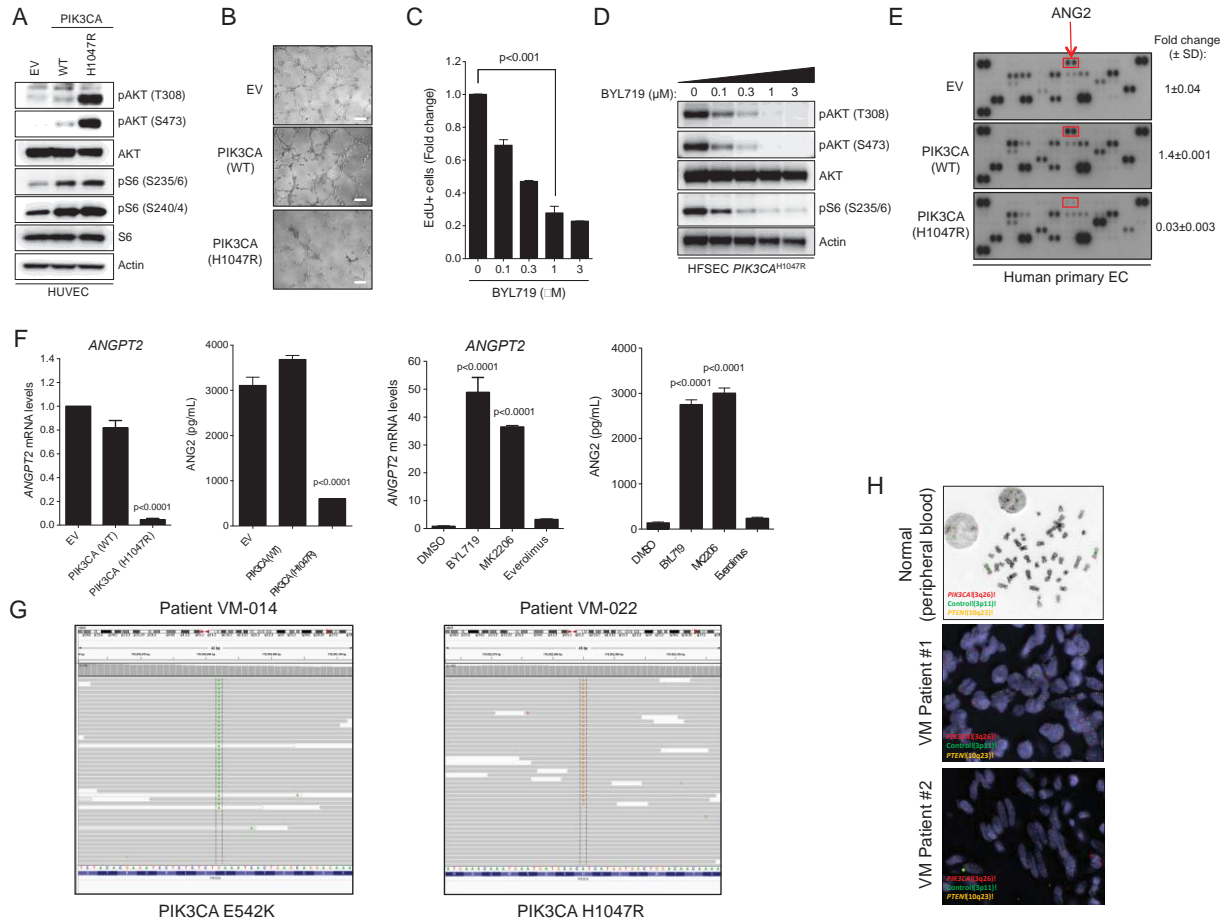 A
PIK3CA
EV
WT
H1047R
pAKT (T308)
pAKT (S473)
AKT
pS6 (S235/6)
pS6 (S240/4)
S6
Actin
HUVEC
B
EV
PIK3CA
(WT)
PIK3CA
(H1047R)
C
p<0.001
EdU+ cells (Fold change)
1.2
1.0
0.8
0.6
0.4
0.2
0.0
0 0.1 0.3 1 3
BYL719 (□M)
D
BYL719 (µM): 0 0.1 0.3 1 3
pAKT (T308)
pAKT (S473)
AKT
pS6 (S235/6)
Actin
HFSEC PIK3CA^H1047R
E
ANG2
Fold change
(± SD):
EV
1±0.04
PIK3CA
(WT)
1.4±0.001
PIK3CA
(H1047R)
0.03±0.003
Human primary EC
F
ANGPT2
ANGPT2 mRNA levels
1.4
1.2
1.0
0.8
0.6
0.4
0.2
0.0
p<0.0001
EV
PIK3CA (WT)
PIK3CA (H1047R)
ANG2
(pg/mL)
4000
3000
2000
1000
0
p<0.0001
EV
PIK3CA(WT)
PIK3CA(H1047R)
ANGPT2
ANGPT2 mRNA levels
60
50
40
30
20
10
0
p<0.0001
p<0.0001
DMSO
BYL719
MK2206
Everolimus
ANG2
(pg/mL)
4000
3000
2000
1000
0
p<0.0001
p<0.0001
DMSO
BYL719
MK2206
Everolimus
G
Patient VM-014
PIK3CA E542K
Patient VM-022
PIK3CA H1047R
H
Normal
(peripheral blood)
PIK3CA!(3q26)!
Control!(3p11)!
PTEN!(10q23)!
VM Patient #1
PIK3CA!(3q26)!
Control!(3p11)!
PTEN!(10q23)!
VM Patient #2
PIK3CA!(3q26)!
Control!(3p11)!
PTEN!(10q23)!